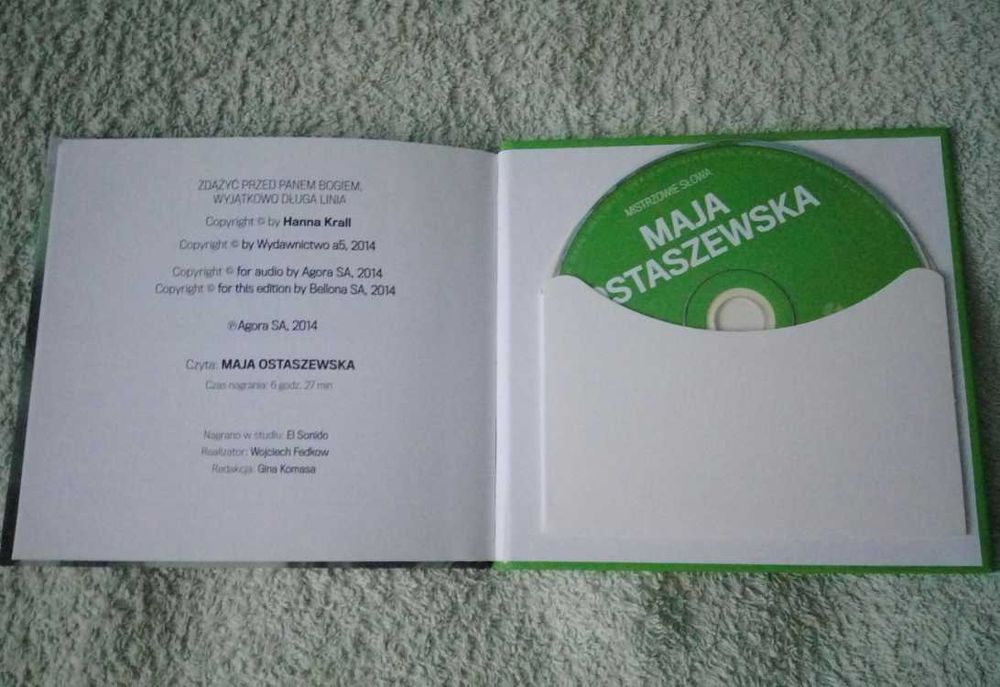 ZDĄŻYĆ PRZED PANEM BOGIEM,
WYJĄTKOWO DŁUGA LINIA
Copyright © by Hanna Krall
Copyright © by Wydawnictwo a5, 2014
Copyright © for audio by Agora SA, 2014
Copyright © for this edition by Bellona SA, 2014
℗Agora SA, 2014
Czyta: MAJA OSTASZEWSKA
Czas nagrania: 6 godz. 27 min
Nagrano w studiu: El Sonido
Realizator: Wojciech Fedkow
Redakcja: Gina Komasa
MISTRZOWIE SŁOWA
MAJA
OSTASZEWSKA